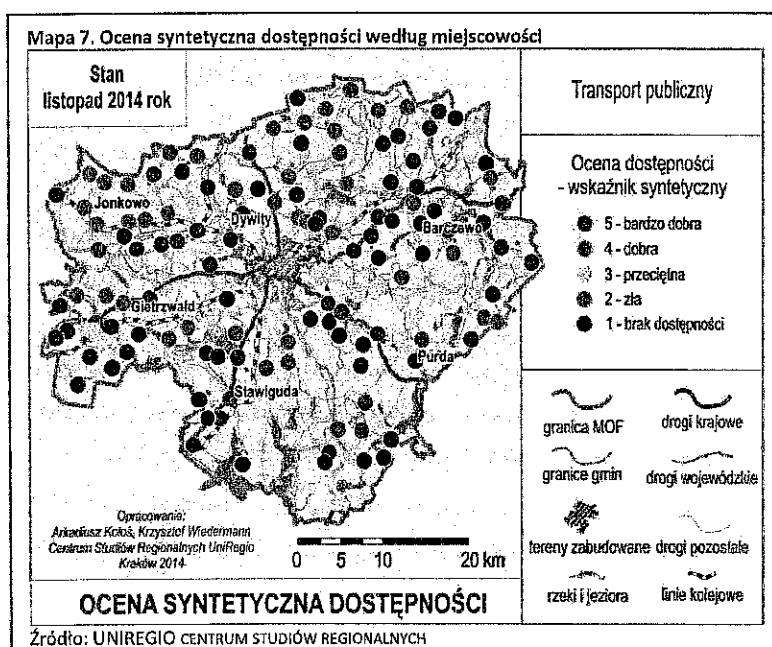 Mapa 7. Ocena syntetyczna dostępności według miejscowości
Stan
listopad 2014 rok
Jonkowo
Dywity
Barczewo
Gietrzwałd
Purda
Stawiguda
Opracowanie:
Arkadiusz Kołoś, Krzysztof Wiedermann
Centrum Studiów Regionalnych UniRegio
Kraków 2014
0 5 10 20 km
OCENA SYNTETYCZNA DOSTĘPNOŚCI
Transport publiczny
Ocena dostępności
- wskaźnik syntetyczny
5 - bardzo dobra
4 - dobra
3 - przeciętna
2 - zła
1 - brak dostępności
granica MOF
drogi krajowe
granice gmin
drogi wojewódzkie
tereny zabudowane
drogi pozostałe
rzeki i jeziora
linie kolejowe
Źródło: UNIREGIO CENTRUM STUDIÓW REGIONALNYCH